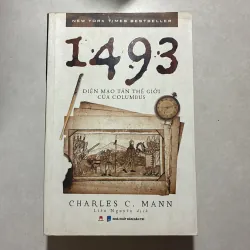 NEW YORK TIMES BESTSELLER
1493
DIỆN MẠO TÂN THẾ GIỚI
CỦA COLUMBUS
CHARLES C. MANN